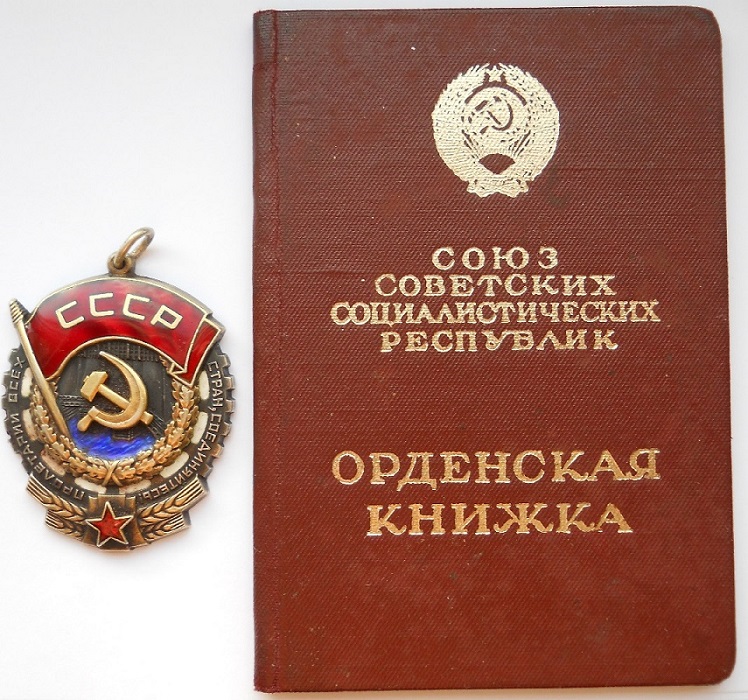 СССР
ПРОЛЕТАРИИ ВСЕХ СТРАН, СОЕДИНЯЙТЕСЬ!
СОЮЗ
СОВЕТСКИХ
СОЦИАЛИСТИЧЕСКИХ
РЕСПУБЛИК
ОРДЕНСКАЯ
КНИЖКА